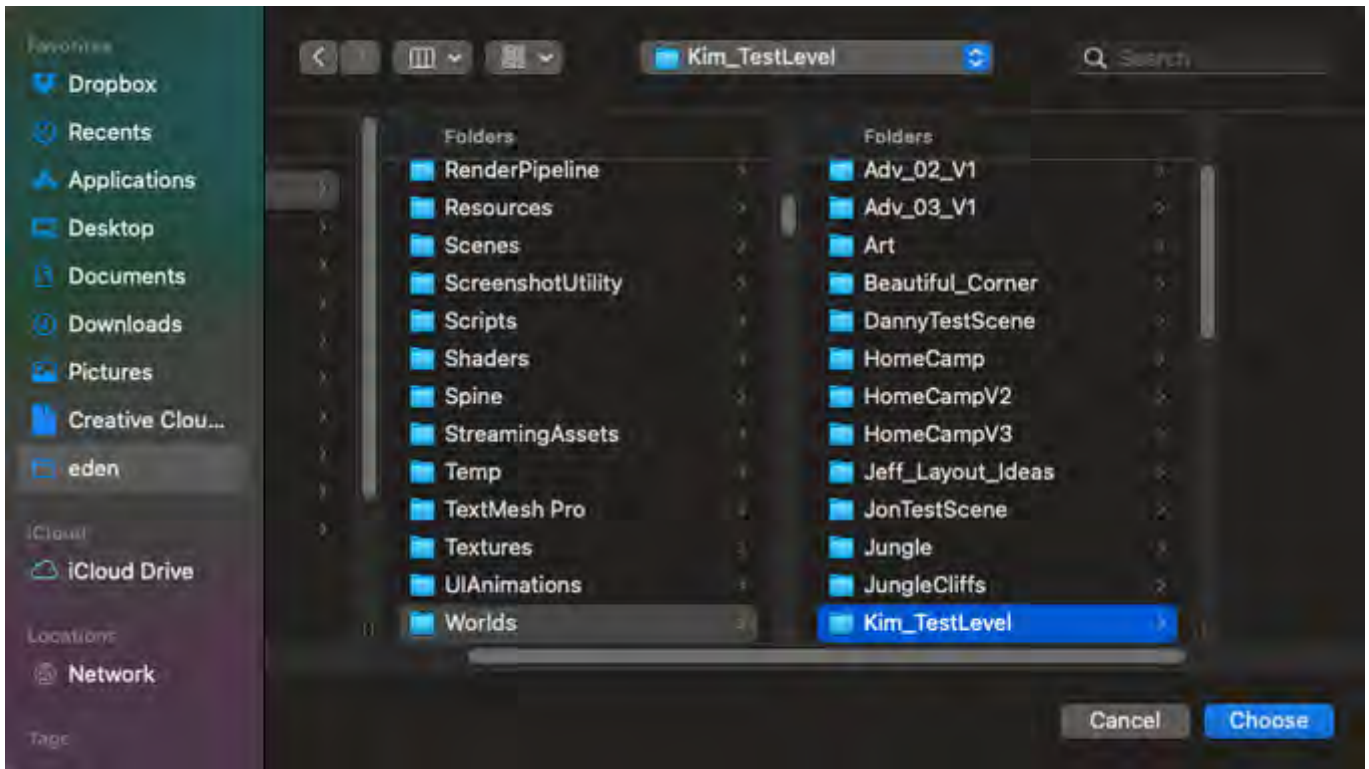 Favorites
Dropbox
Recents
Applications
Desktop
Documents
Downloads
Pictures
Creative Clou...
eden
iCloud
iCloud Drive
Locations
Network
Tags
Kim_TestLevel
Search
Folders
RenderPipeline
Resources
Scenes
ScreenshotUtility
Scripts
Shaders
Spine
StreamingAssets
Temp
TextMesh Pro
Textures
UIAnimations
Worlds
Folders
Adv_02_V1
Adv_03_V1
Art
Beautiful_Corner
DannyTestScene
HomeCamp
HomeCampV2
HomeCampV3
Jeff_Layout_Ideas
JonTestScene
Jungle
JungleCliffs
Kim_TestLevel
Cancel
Choose